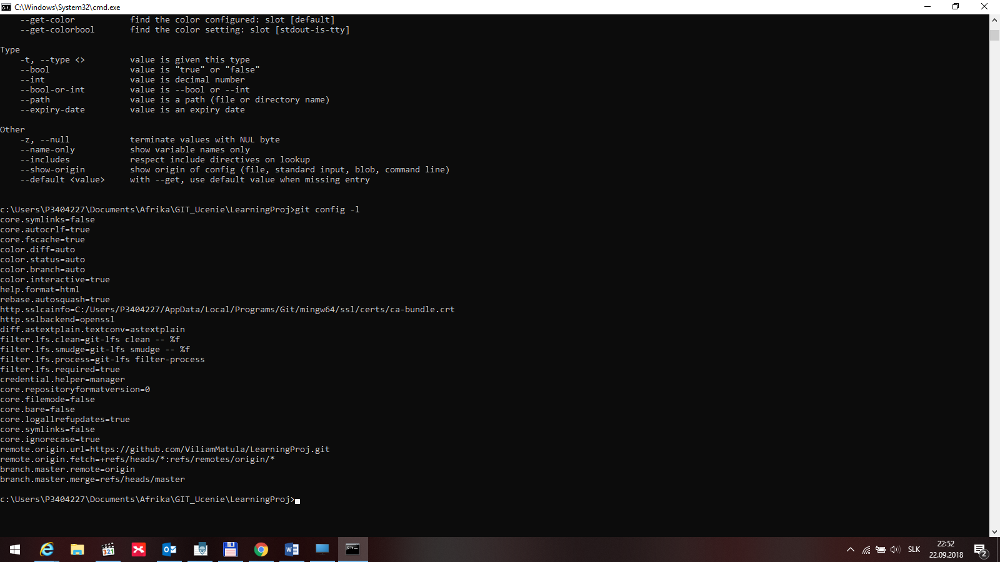 C:\Windows\System32\cmd.exe
--get-color           find the color configured: slot [default]
--get-colorbool       find the color setting: slot [stdout-is-tty]
Type
-t, --type <>         value is given this type
--bool                value is "true" or "false"
--int                 value is decimal number
--bool-or-int         value is --bool or --int
--path                value is a path (file or directory name)
--expiry-date         value is an expiry date
Other
-z, --null            terminate values with NUL byte
--name-only           show variable names only
--includes            respect include directives on lookup
--show-origin         show origin of config (file, standard input, blob, command line)
--default <value>     with --get, use default value when missing entry
c:\Users\P3404227\Documents\Afrika\GIT_Ucenie\LearningProj>git config -l
core.symlinks=false
core.autocrlf=true
core.fscache=true
color.diff=auto
color.status=auto
color.branch=auto
color.interactive=true
help.format=html
rebase.autosquash=true
http.sslcainfo=C:/Users/P3404227/AppData/Local/Programs/Git/mingw64/ssl/certs/ca-bundle.crt
http.sslbackend=openssl
diff.astextplain.textconv=astextplain
filter.lfs.clean=git-lfs clean -- %f
filter.lfs.smudge=git-lfs smudge -- %f
filter.lfs.process=git-lfs filter-process
filter.lfs.required=true
credential.helper=manager
core.repositoryformatversion=0
core.filemode=false
core.bare=false
core.logallrefupdates=true
core.symlinks=false
core.ignorecase=true
remote.origin.url=https://github.com/ViliamMatula/LearningProj.git
remote.origin.fetch=+refs/heads/*:refs/remotes/origin/*
branch.master.remote=origin
branch.master.merge=refs/heads/master
c:\Users\P3404227\Documents\Afrika\GIT_Ucenie\LearningProj>
321
SLK
22:52
22.09.2018
2